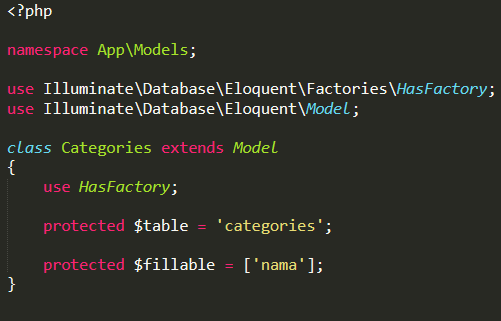 <?php
namespace App\Models;
use Illuminate\Database\Eloquent\Factories\HasFactory;
use Illuminate\Database\Eloquent\Model;
class Categories extends Model
{
use HasFactory;
protected $table = 'categories';
protected $fillable = ['nama'];
}